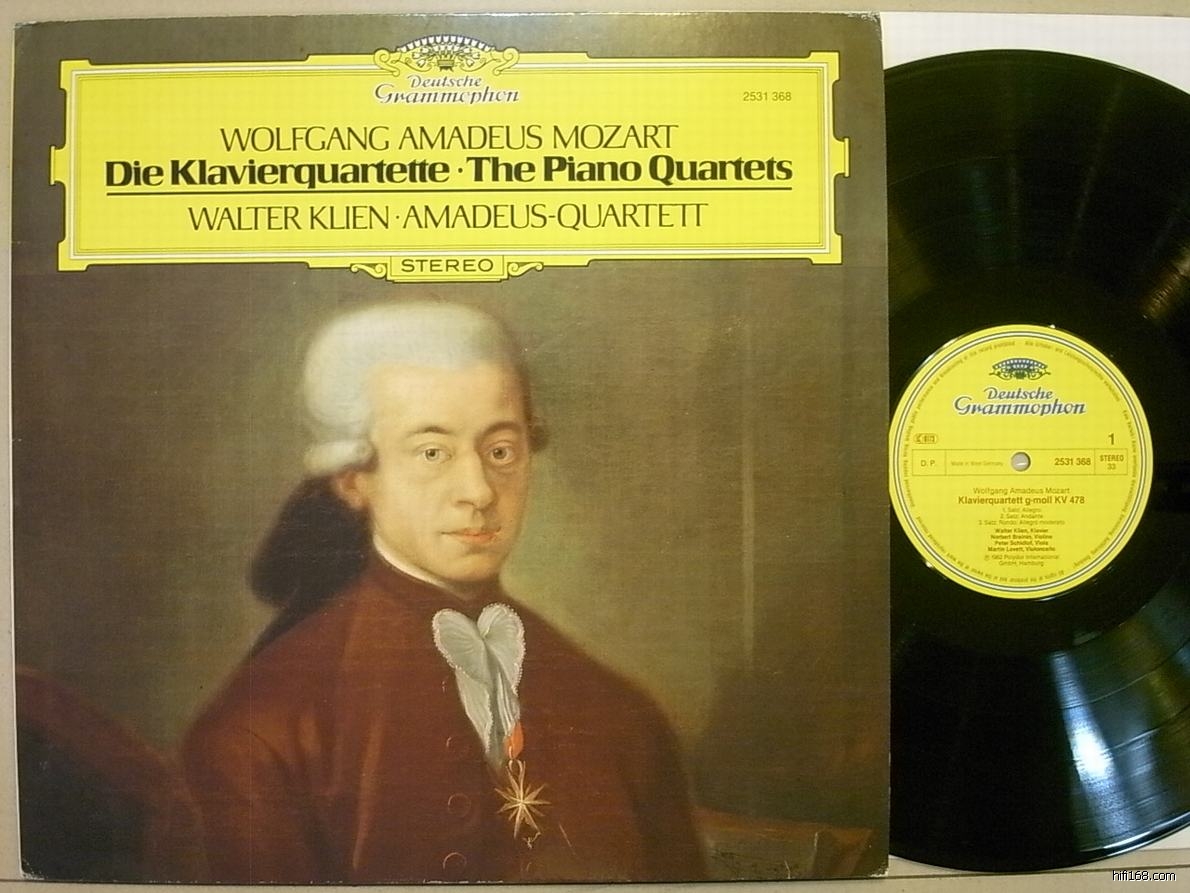 Deutsche
Grammophon
2531 368
WOLFGANG AMADEUS MOZART
Die Klavierquartette · The Piano Quartets
WALTER KLIEN · AMADEUS-QUARTETT
STEREO
Deutsche
Grammophon
1
D. P.
Made in West Germany
2531 368
STEREO
33
Wolfgang Amadeus Mozart
Klavierquartett g-moll KV 478
1. Satz: Allegro
2. Satz: Andante
3. Satz: Rondo: Allegro moderato
Walter Klien, Klavier
Norbert Brainin, Violine
Peter Schidlof, Viola
Martin Lovett, Violoncello
℗ 1982 Polydor International
GmbH, Hamburg
hifi168.com